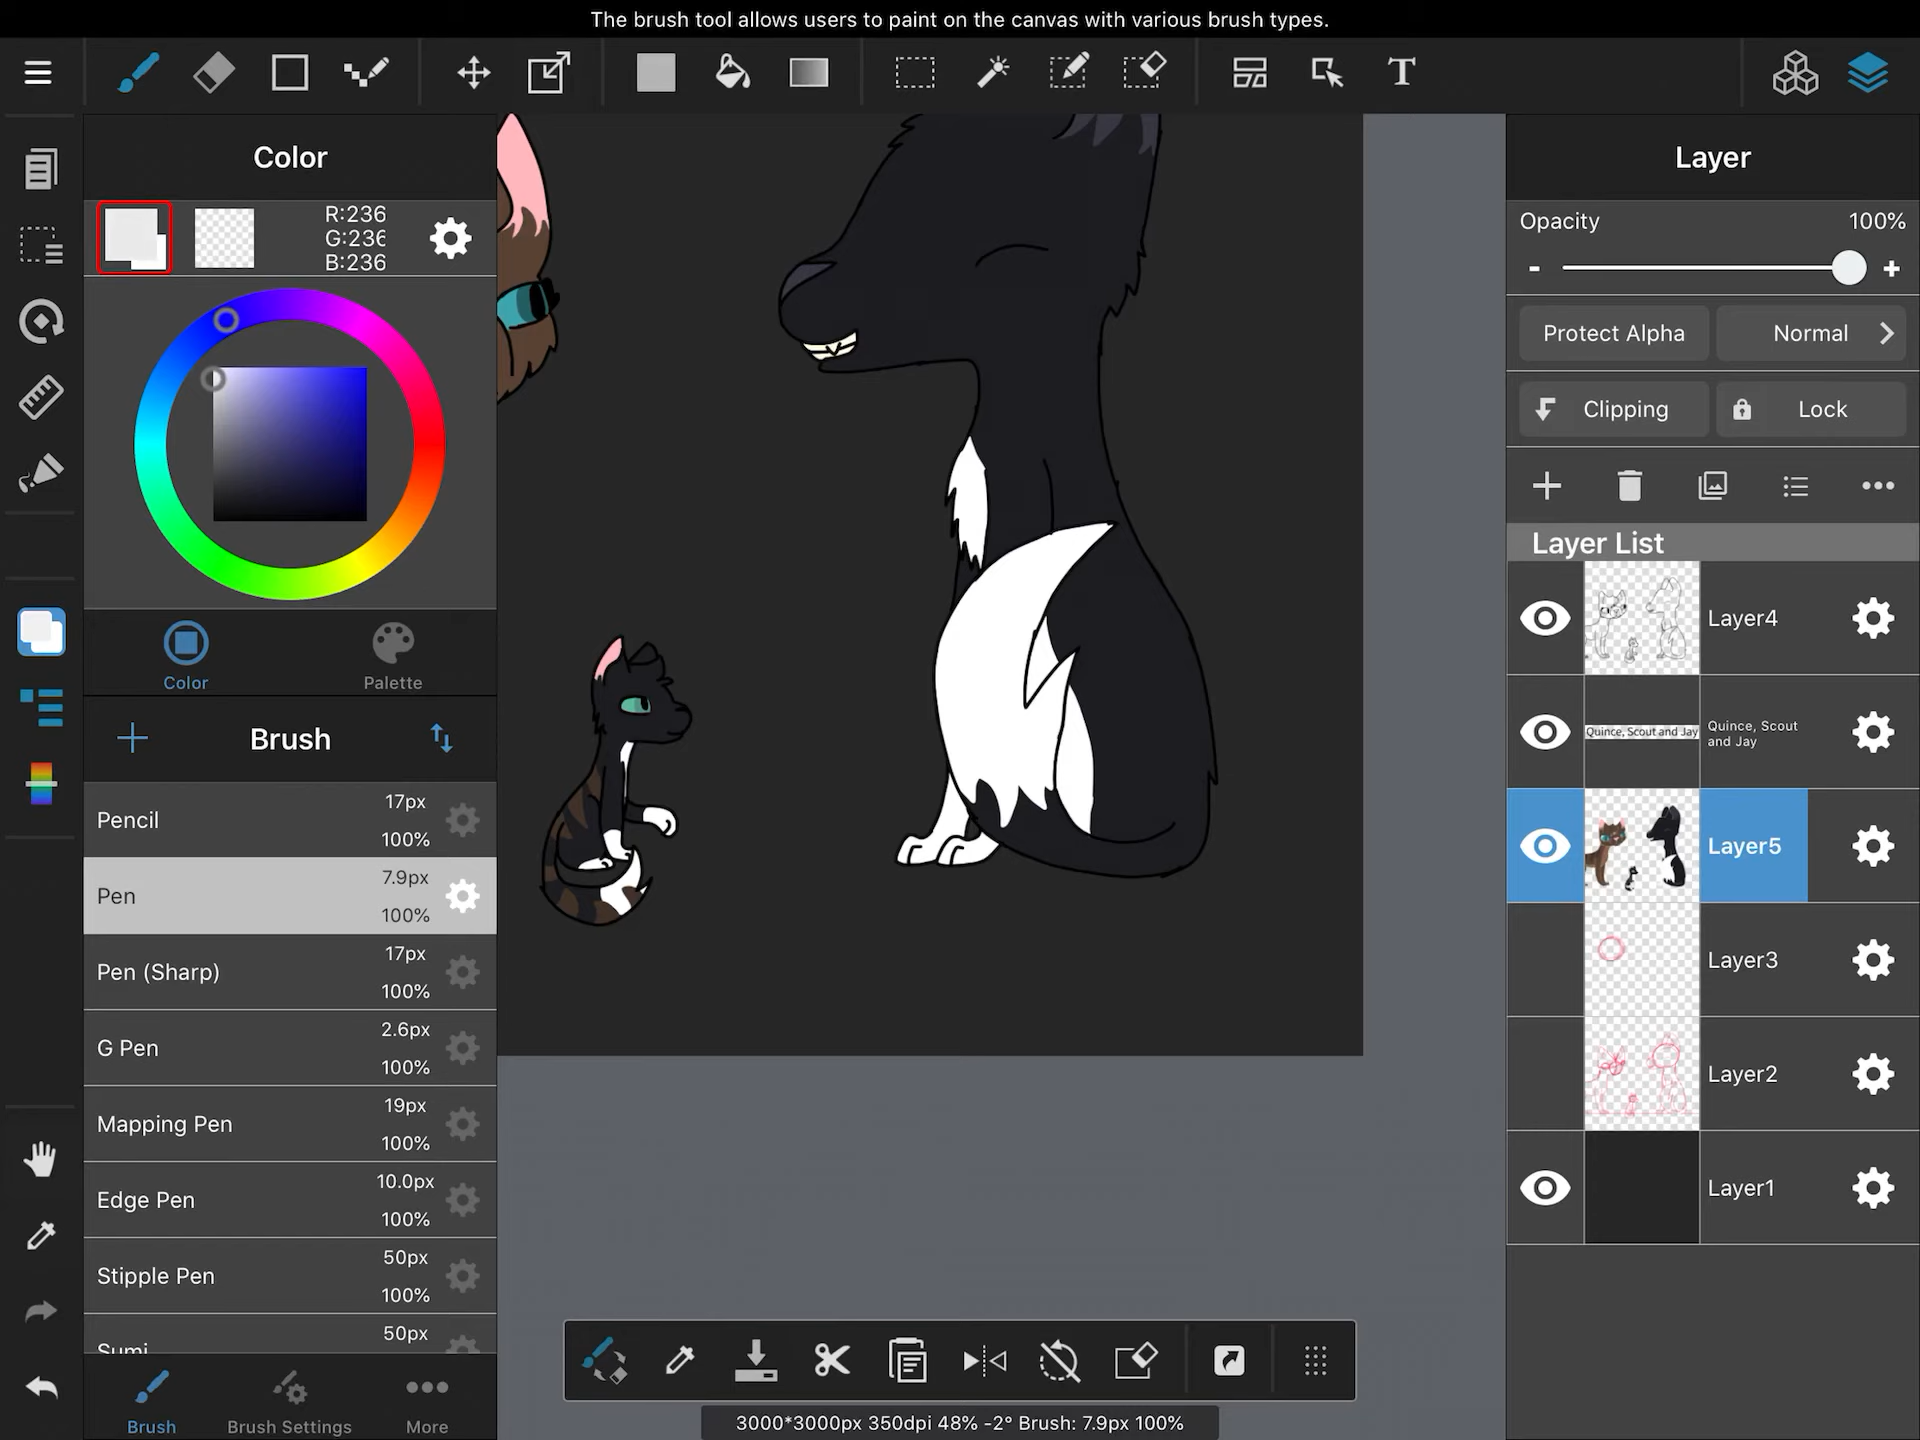 The brush tool allows users to paint on the canvas with various brush types.
T
Color
R:236
G:236
B:236
Color
Palette
Brush
Pencil
17px
100%
Pen
7.9px
100%
Pen (Sharp)
17px
100%
G Pen
2.6px
100%
Mapping Pen
19px
100%
Edge Pen
10.0px
100%
Stipple Pen
50px
100%
Sumi
50px
Brush
Brush Settings
More
3000*3000px 350dpi 48% -2° Brush: 7.9px 100%
Layer
Opacity
100%
- +
Protect Alpha
Normal
Clipping
Lock
Layer List
Layer4
Quince, Scout and Jay
Quince, Scout
and Jay
Layer5
Layer3
Layer2
Layer1